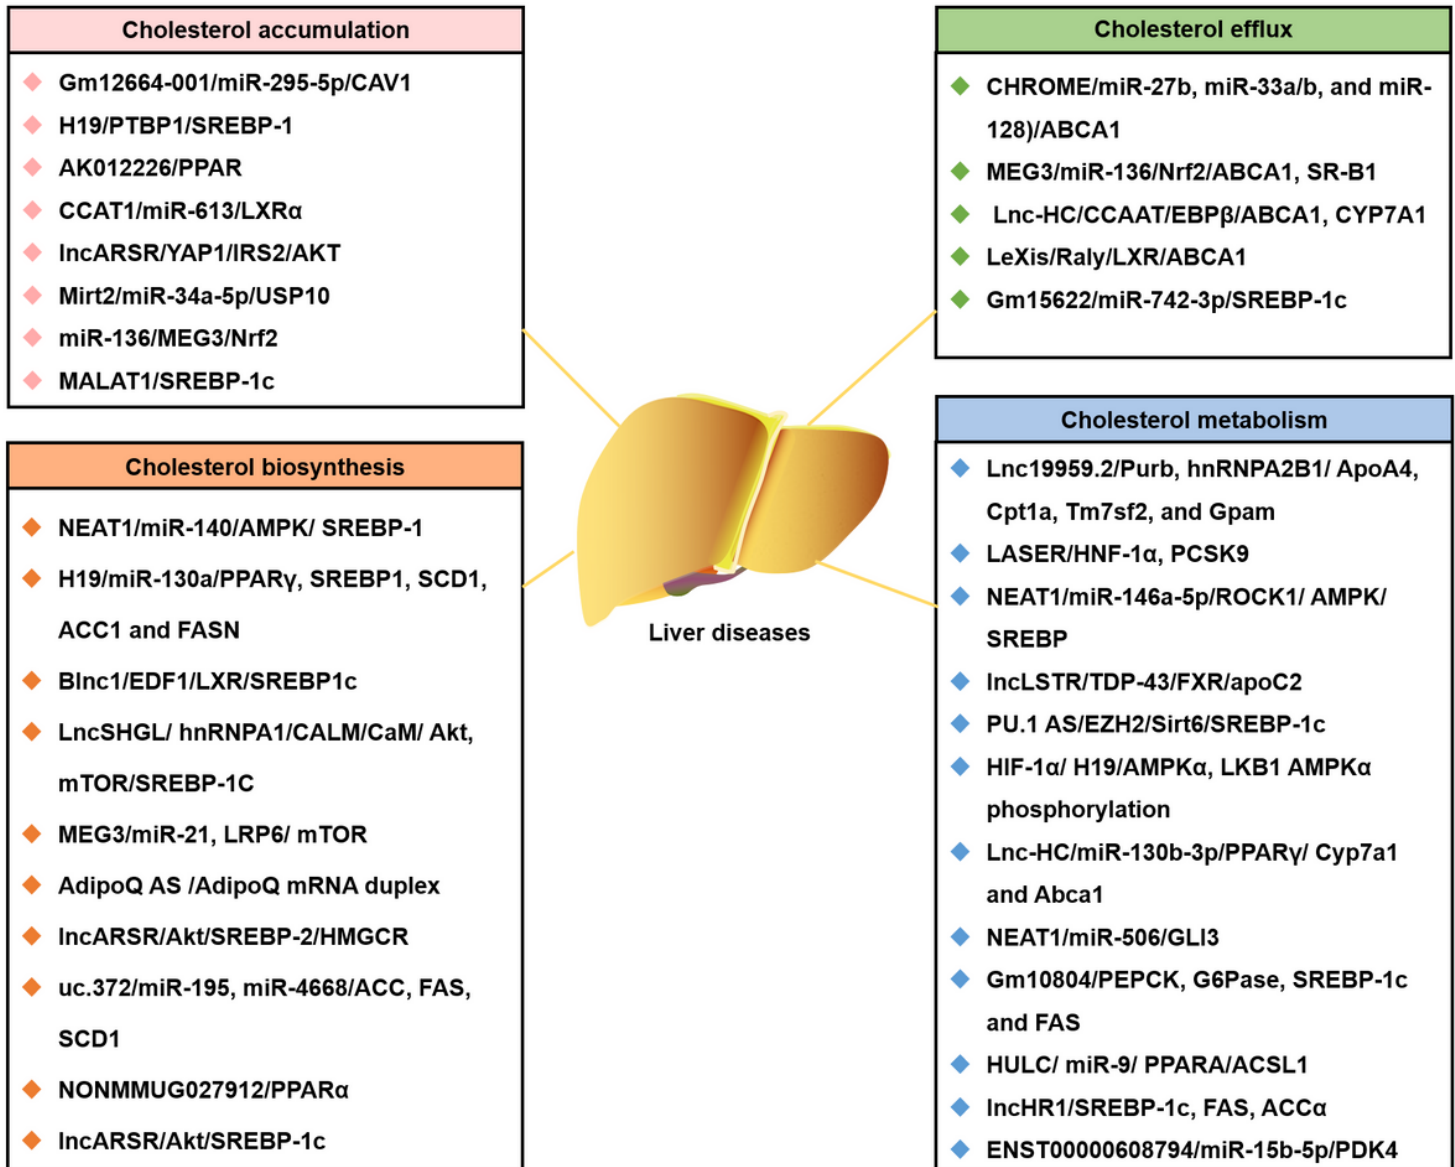 Cholesterol accumulation
Gm12664-001/miR-295-5p/CAV1
H19/PTBP1/SREBP-1
AK012226/PPAR
CCAT1/miR-613/LXRα
lncARSR/YAP1/IRS2/AKT
Mirt2/miR-34a-5p/USP10
miR-136/MEG3/Nrf2
MALAT1/SREBP-1c
Cholesterol biosynthesis
NEAT1/miR-140/AMPK/ SREBP-1
H19/miR-130a/PPARγ, SREBP1, SCD1,
ACC1 and FASN
Blnc1/EDF1/LXR/SREBP1c
LncSHGL/ hnRNPA1/CALM/CaM/ Akt,
mTOR/SREBP-1C
MEG3/miR-21, LRP6/ mTOR
AdipoQ AS /AdipoQ mRNA duplex
lncARSR/Akt/SREBP-2/HMGCR
uc.372/miR-195, miR-4668/ACC, FAS,
SCD1
NONMMUG027912/PPARα
lncARSR/Akt/SREBP-1c
Liver diseases
Cholesterol efflux
CHROME/miR-27b, miR-33a/b, and miR-
128)/ABCA1
MEG3/miR-136/Nrf2/ABCA1, SR-B1
Lnc-HC/CCAAT/EBPβ/ABCA1, CYP7A1
LeXis/Raly/LXR/ABCA1
Gm15622/miR-742-3p/SREBP-1c
Cholesterol metabolism
Lnc19959.2/Purb, hnRNPA2B1/ ApoA4,
Cpt1a, Tm7sf2, and Gpam
LASER/HNF-1α, PCSK9
NEAT1/miR-146a-5p/ROCK1/ AMPK/
SREBP
lncLSTR/TDP-43/FXR/apoC2
PU.1 AS/EZH2/Sirt6/SREBP-1c
HIF-1α/ H19/AMPKα, LKB1 AMPKα
phosphorylation
Lnc-HC/miR-130b-3p/PPARγ/ Cyp7a1
and Abca1
NEAT1/miR-506/GLI3
Gm10804/PEPCK, G6Pase, SREBP-1c
and FAS
HULC/ miR-9/ PPARA/ACSL1
lncHR1/SREBP-1c, FAS, ACCα
ENST00000608794/miR-15b-5p/PDK4